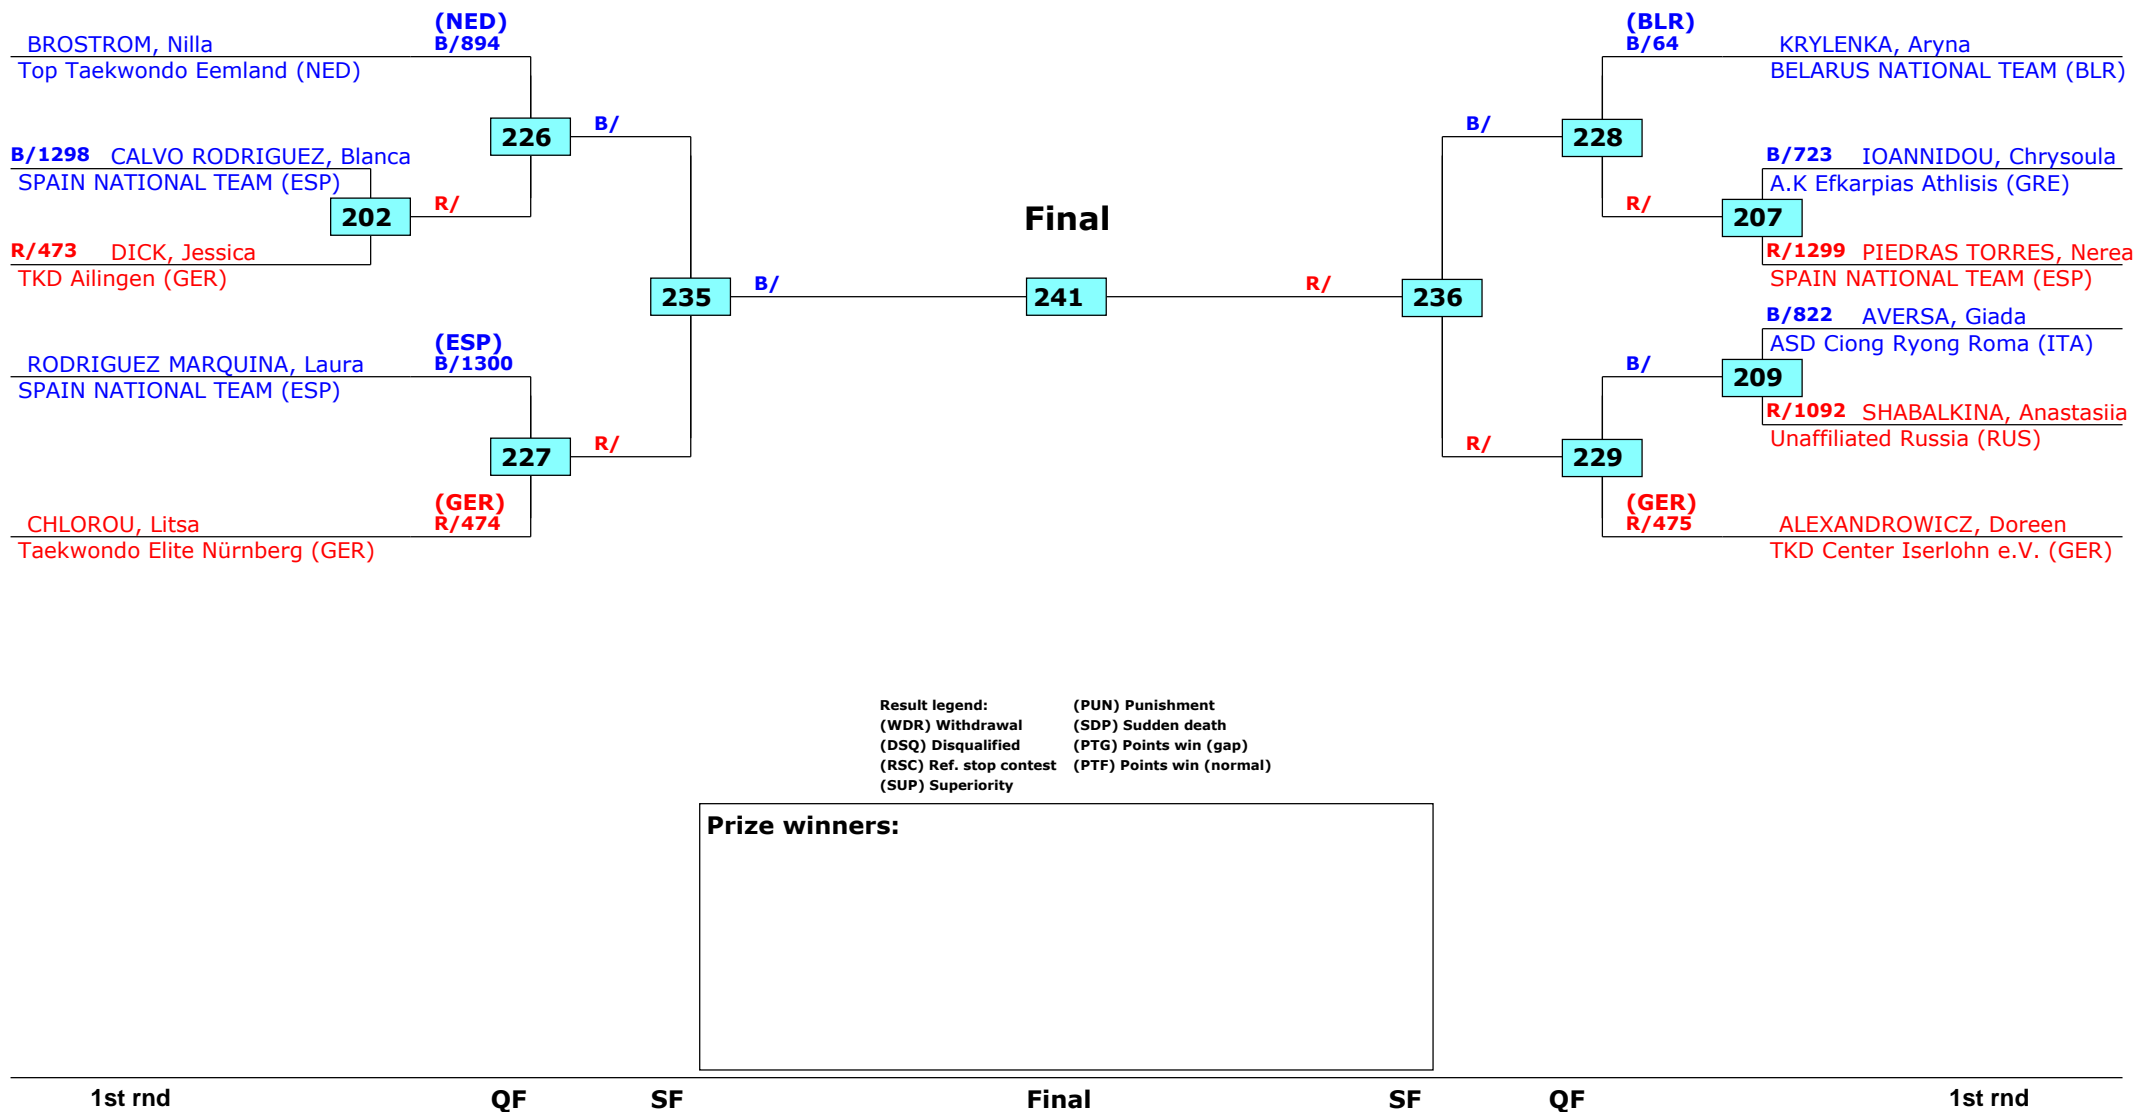 (NED)
BROSTROM, Nilla B/894
Top Taekwondo Eemland (NED)
226
B/
B/1298 CALVO RODRIGUEZ, Blanca
SPAIN NATIONAL TEAM (ESP)
202
R/
R/473 DICK, Jessica
TKD Ailingen (GER)
235
B/
(ESP)
RODRIGUEZ MARQUINA, Laura B/1300
SPAIN NATIONAL TEAM (ESP)
227
R/
(GER)
CHLOROU, Litsa R/474
Taekwondo Elite Nürnberg (GER)
Final
241
(BLR)
B/64 KRYLENKA, Aryna
BELARUS NATIONAL TEAM (BLR)
B/
228
B/723 IOANNIDOU, Chrysoula
A.K Efkarpias Athlisis (GRE)
R/
207
R/1299 PIEDRAS TORRES, Nerea
SPAIN NATIONAL TEAM (ESP)
R/
236
B/822 AVERSA, Giada
ASD Ciong Ryong Roma (ITA)
B/
209
R/1092 SHABALKINA, Anastasiia
Unaffiliated Russia (RUS)
R/
229
(GER)
R/475 ALEXANDROWICZ, Doreen
TKD Center Iserlohn e.V. (GER)
Result legend: (PUN) Punishment
(WDR) Withdrawal (SDP) Sudden death
(DSQ) Disqualified (PTG) Points win (gap)
(RSC) Ref. stop contest (PTF) Points win (normal)
(SUP) Superiority
Prize winners:
1st rnd QF SF Final SF QF 1st rnd